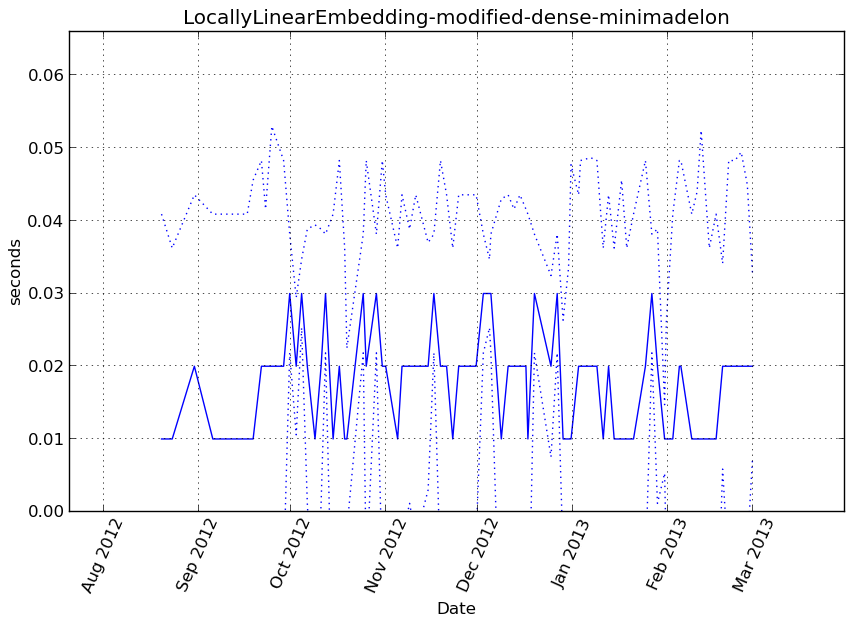 LocallyLinearEmbedding-modified-dense-minimadelon
0.06
0.05
0.04
0.03
0.02
0.01
0.00
seconds
Aug 2012
Sep 2012
Oct 2012
Nov 2012
Dec 2012
Jan 2013
Feb 2013
Mar 2013
Date